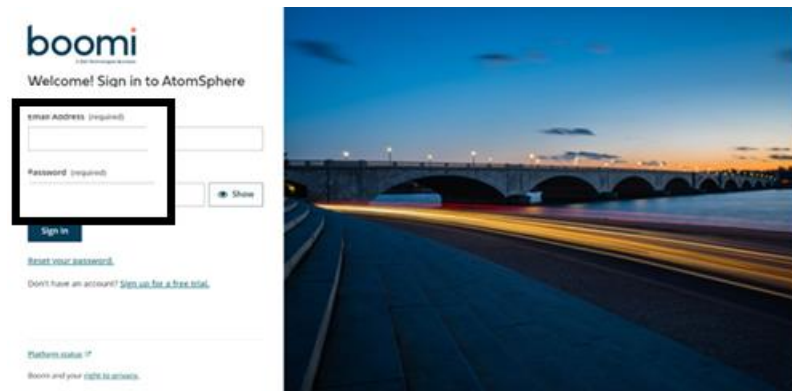 boomi
Welcome! Sign in to AtomSphere
Email Address (required)
Password (required)
Show
Sign In
Reset your password.
Don't have an account? Sign up for a free trial.
Platform status
Boomi and your right to privacy.